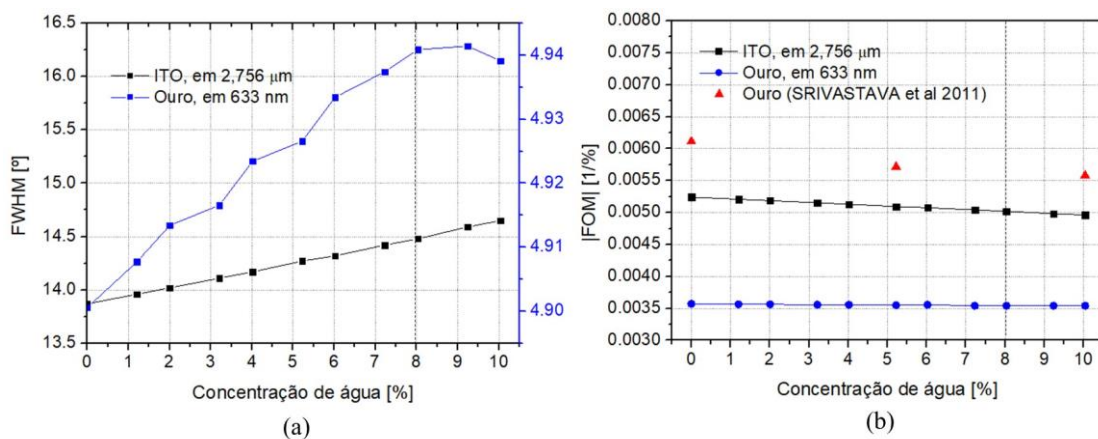 16.5
16.0
15.5
15.0
14.5
14.0
13.5
FWHM [º]
ITO, em 2,756 µm
Ouro, em 633 nm
4.94
4.93
4.92
4.91
4.90
0 1 2 3 4 5 6 7 8 9 10
Concentração de água [%]
(a)
0.0080
0.0075
0.0070
0.0065
0.0060
0.0055
0.0050
0.0045
0.0040
0.0035
0.0030
|FOM| [1/%]
ITO, em 2,756 µm
Ouro, em 633 nm
Ouro (SRIVASTAVA et al 2011)
0 1 2 3 4 5 6 7 8 9 10
Concentração de água [%]
(b)